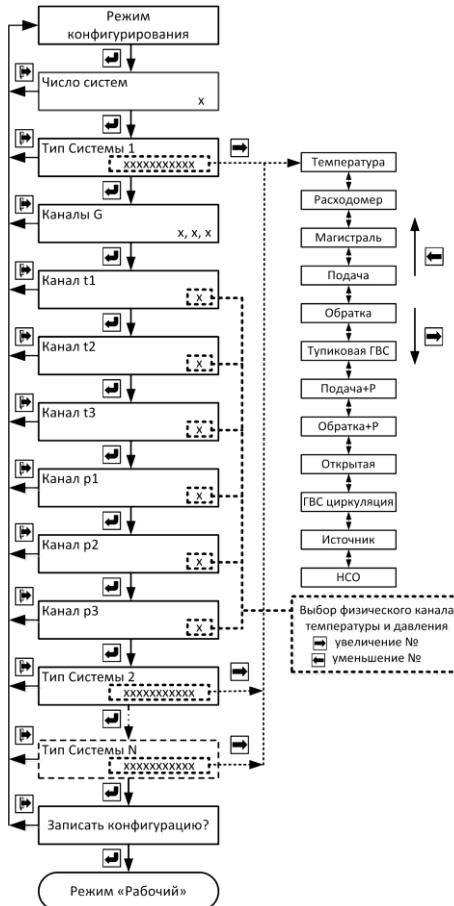 Режим
конфигурирования
Число систем
x
Тип Системы 1
xxxxxxxxxxx
Каналы G
x, x, x
Канал t1
x
Канал t2
x
Канал t3
x
Канал p1
x
Канал p2
x
Канал p3
x
Тип Системы 2
xxxxxxxxxxx
Тип Системы N
xxxxxxxxxxx
Записать конфигурацию?
Режим «Рабочий»
Температура
Расходомер
Магистраль
Подача
Обратка
Тупиковая ГВС
Подача+Р
Обратка+Р
Открытая
ГВС циркуляция
Источник
НСО
Выбор физического канала
температуры и давления
увеличение №
уменьшение №